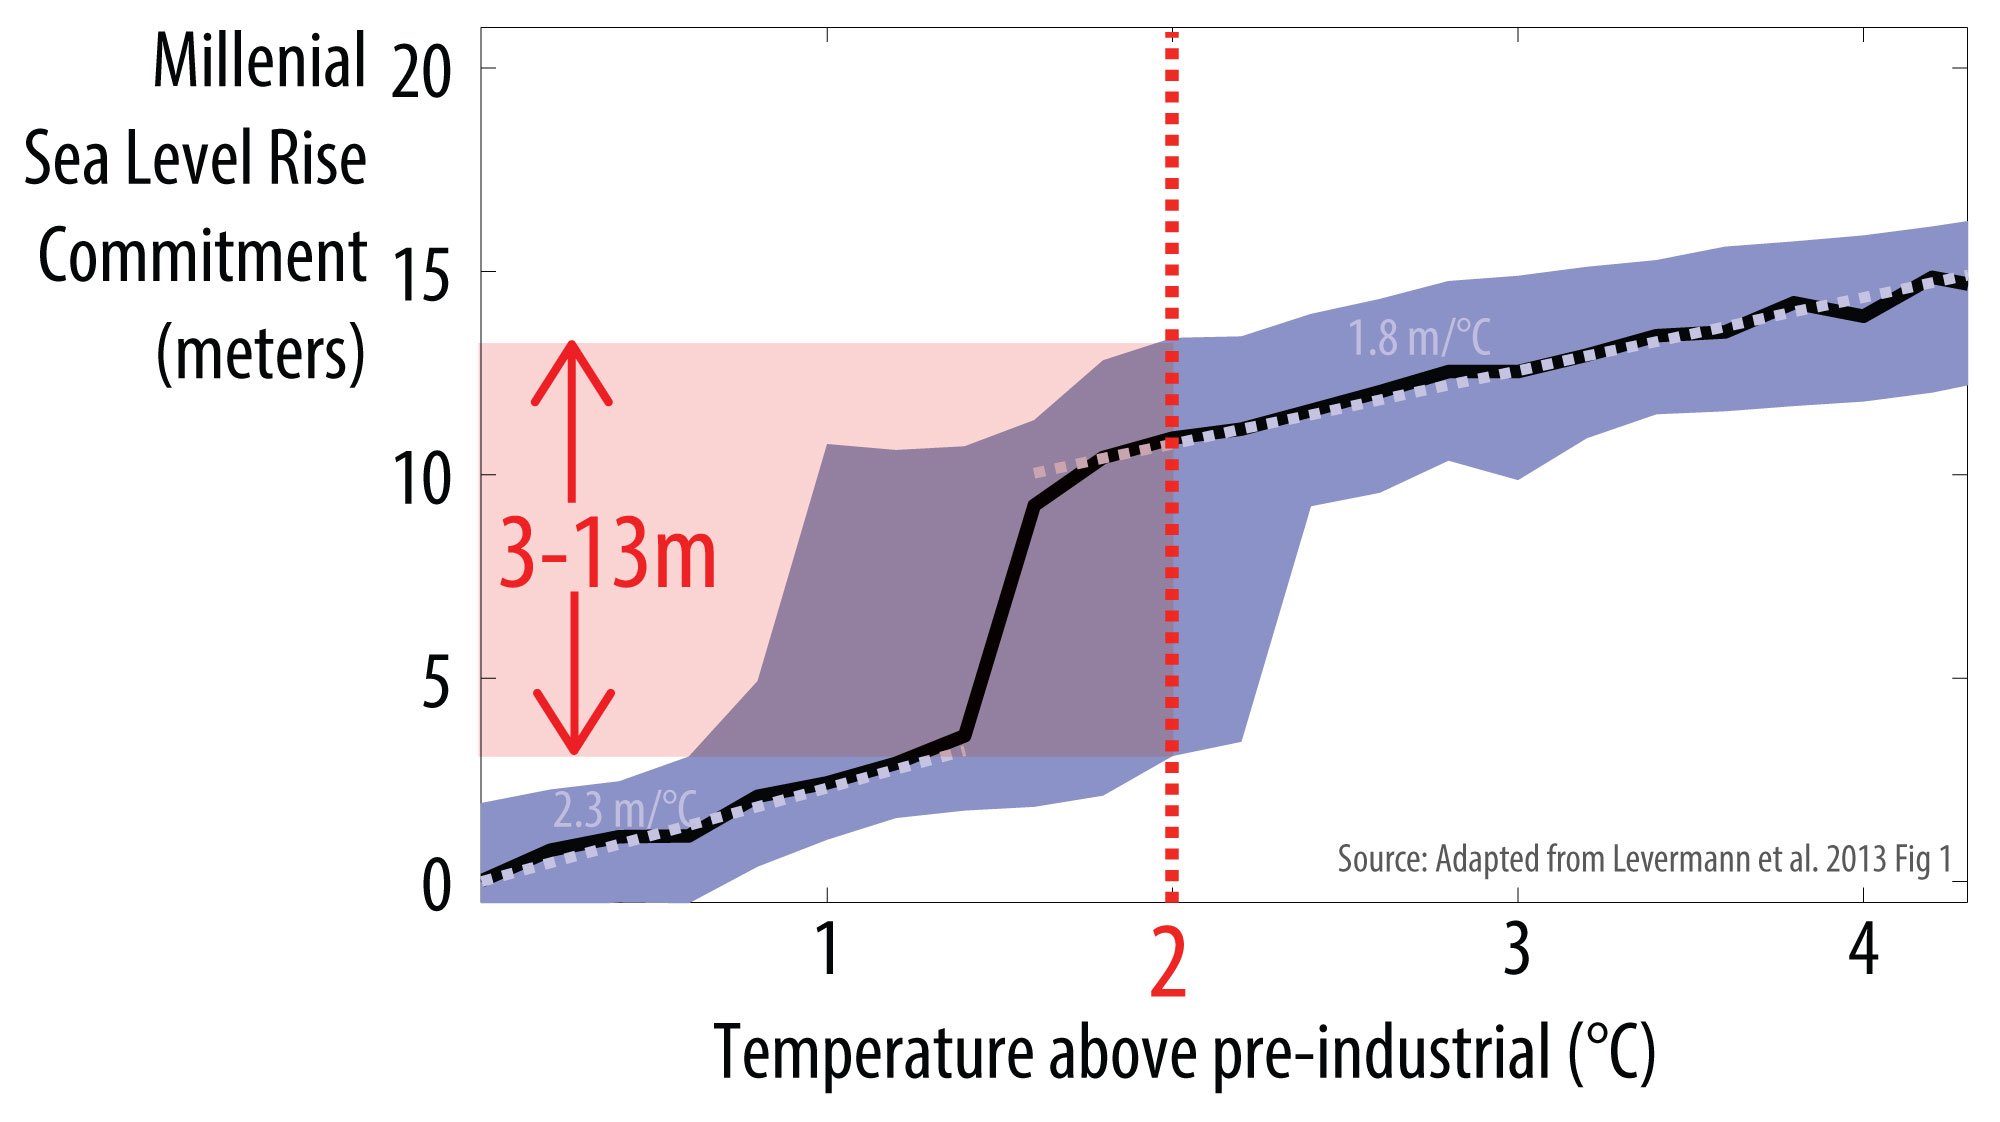 Millenial
Sea Level Rise
Commitment
(meters)
20
15
10
5
0
1.8 m/°C
3-13m
2.3 m/°C
Source: Adapted from Levermann et al. 2013 Fig 1
1
2
3
4
Temperature above pre-industrial (°C)